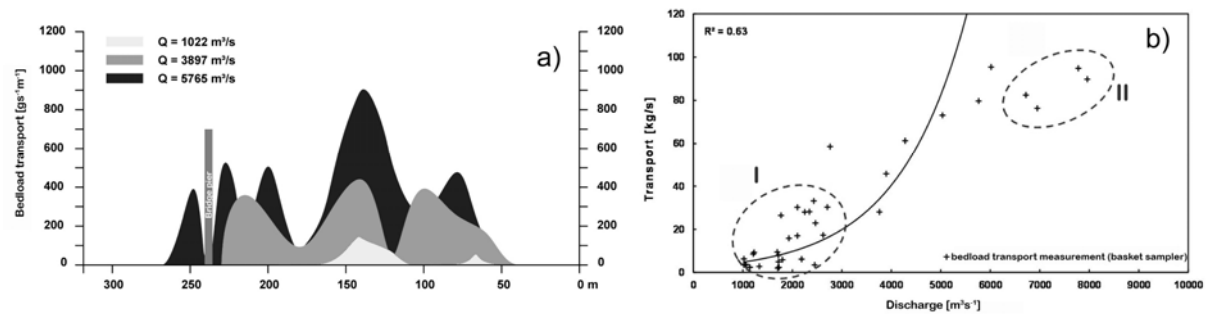 1200
1000
800
600
400
200
0
Bedload transport [gs⁻¹m⁻¹]
Q = 1022 m³/s
Q = 3897 m³/s
Q = 5765 m³/s
Bridge pier
a)
1200
1000
800
600
400
200
0
300 250 200 150 100 50 0 m
b)
120
100
80
60
40
20
0
Transport [kg/s]
R² = 0.63
I
II
+ bedload transport measurement (basket sampler)
0 1000 2000 3000 4000 5000 6000 7000 8000 9000 10000
Discharge [m³s⁻¹]